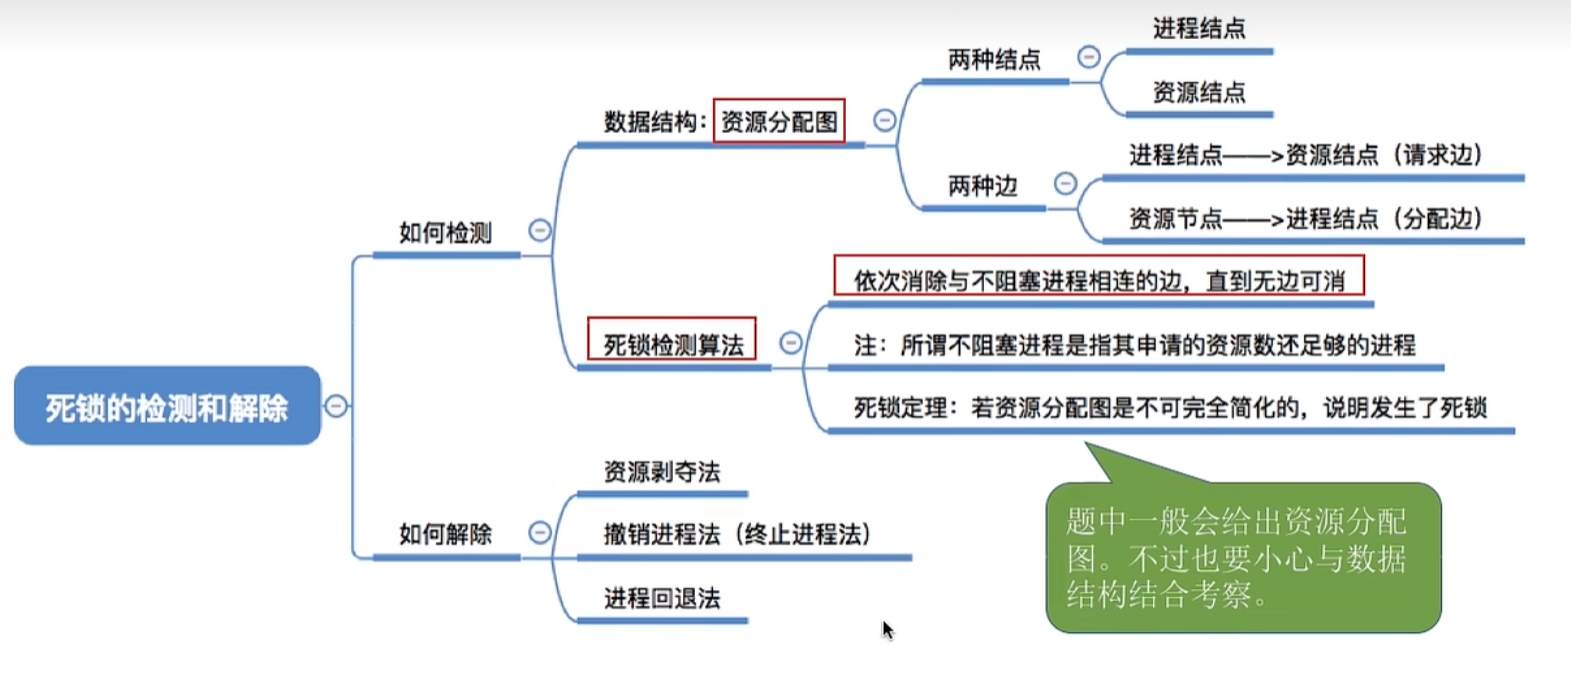 死锁的检测和解除
如何检测
数据结构：资源分配图
两种结点
进程结点
资源结点
两种边
进程结点——>资源结点（请求边）
资源节点——>进程结点（分配边）
死锁检测算法
依次消除与不阻塞进程相连的边，直到无边可消
注：所谓不阻塞进程是指其申请的资源数还足够的进程
死锁定理：若资源分配图是不可完全简化的，说明发生了死锁
如何解除
资源剥夺法
撤销进程法（终止进程法）
进程回退法
题中一般会给出资源分配
图。不过也要小心与数据
结构结合考察。